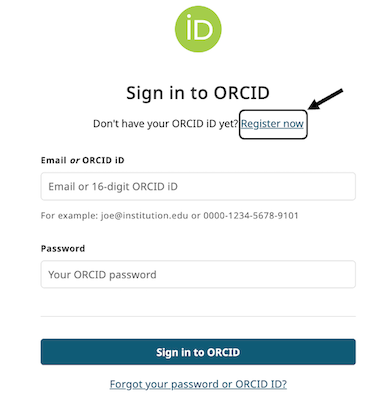 iD
Sign in to ORCID
Don't have your ORCID iD yet? Register now
Email or ORCID iD
Email or 16-digit ORCID iD
For example: joe@institution.edu or 0000-1234-5678-9101
Password
Your ORCID password
Sign in to ORCID
Forgot your password or ORCID ID?